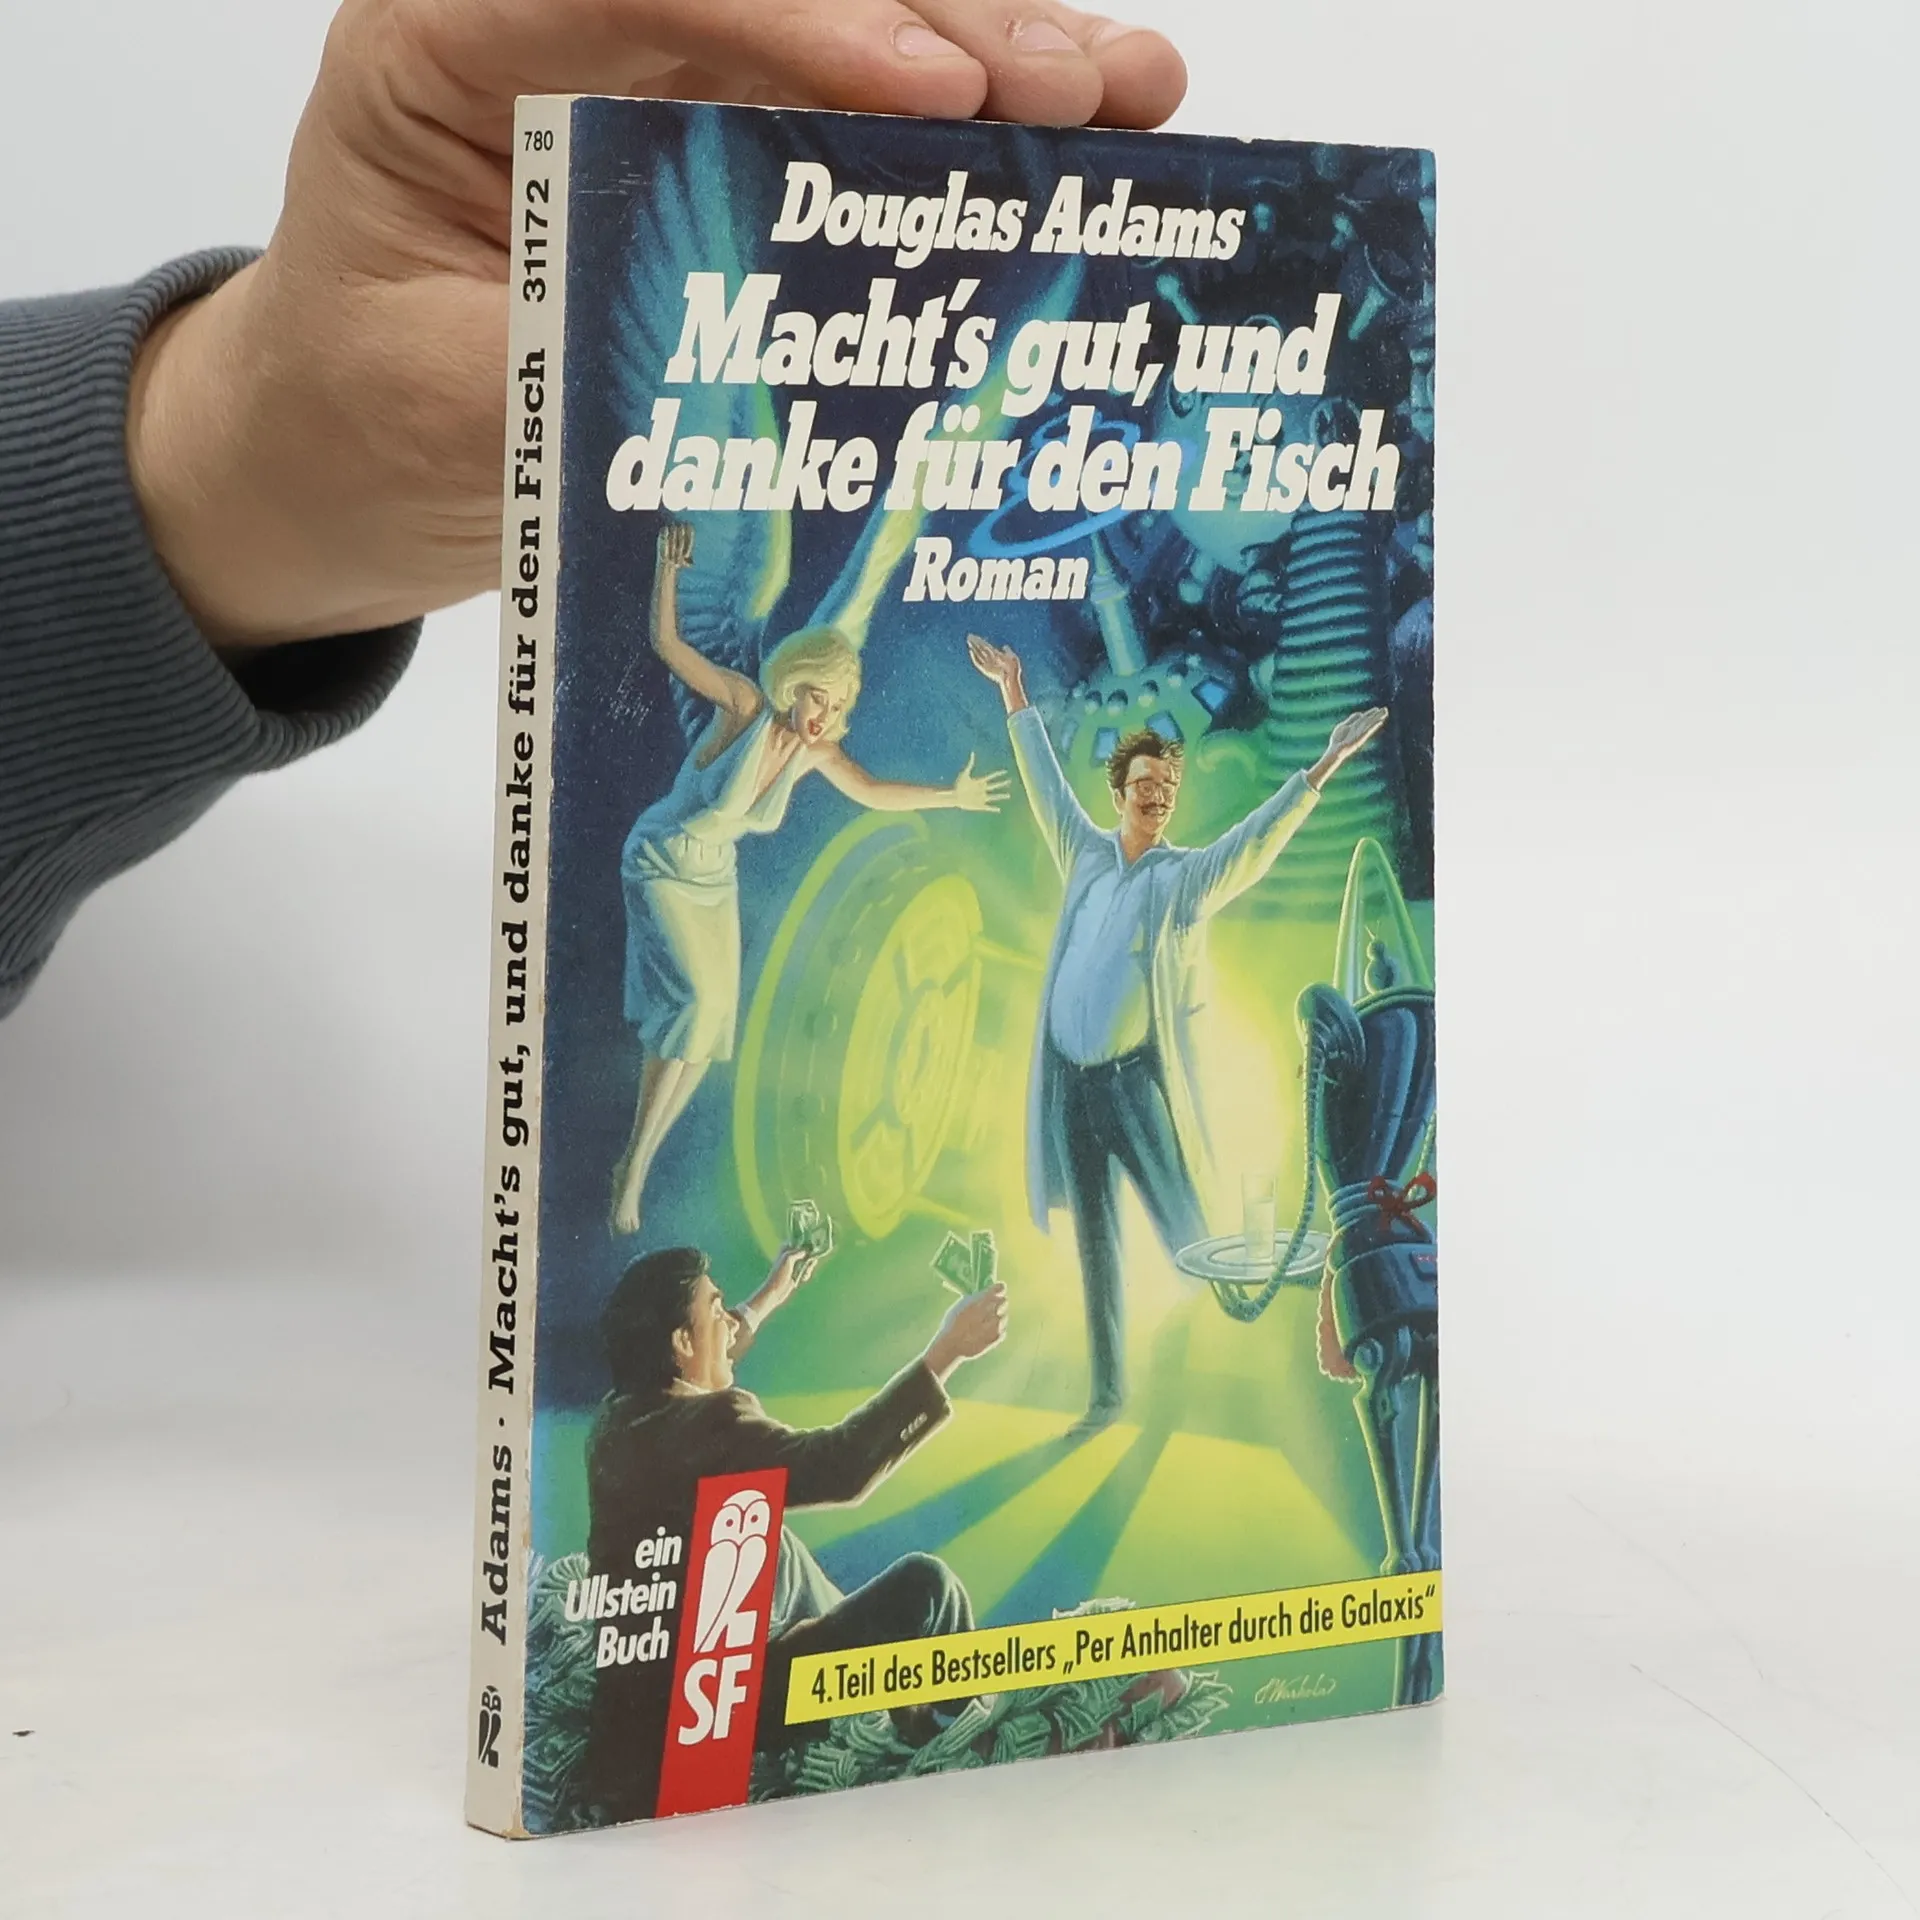 780
Adams · Macht's gut, und danke für den Fisch 31172
Douglas Adams
Macht's gut, und
danke für den Fisch
Roman
ein
Ullstein
Buch
SF
4. Teil des Bestsellers „Per Anhalter durch die Galaxis“